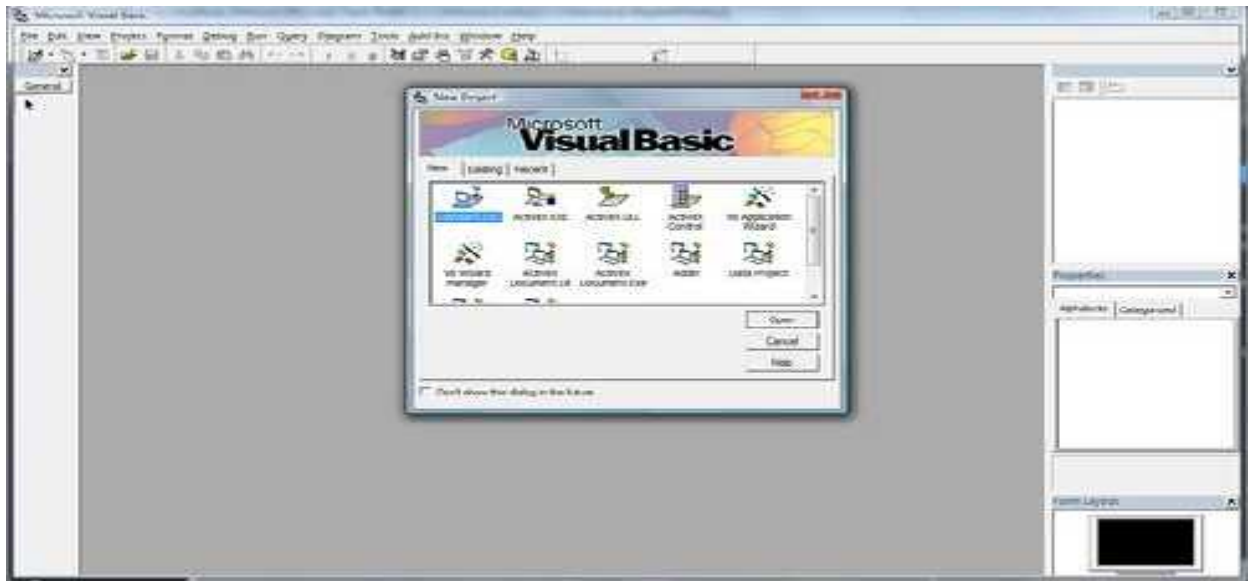 Microsoft Visual Basic
File Edit View Project Format Debug Run Query Diagram Tools Add-Ins Window Help
General
New Project
Microsoft
Visual Basic
New Existing Recent
Standard EXE ActiveX EXE ActiveX DLL ActiveX Control VB Application Wizard
VB Wizard Manager ActiveX Document Dll ActiveX Document Exe Addin Data Project
Open
Cancel
Help
Don't show this dialog in the future
Properties
Alphabetic Categorized
Form Layout